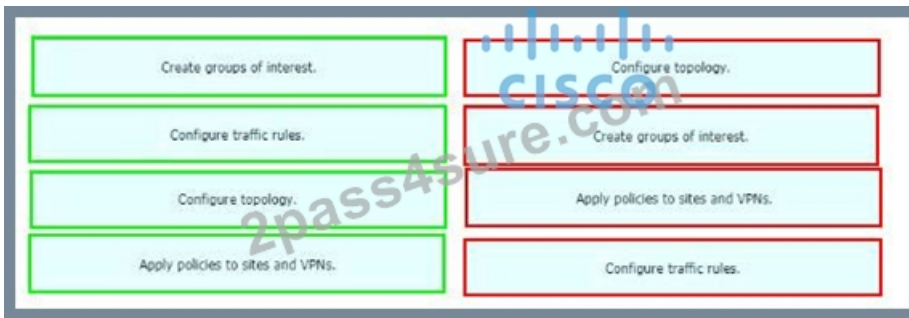 Create groups of interest.
Configure topology.
CISCO
Configure traffic rules.
Create groups of interest.
2pass4sure.com
Configure topology.
Apply policies to sites and VPNs.
Apply policies to sites and VPNs.
Configure traffic rules.